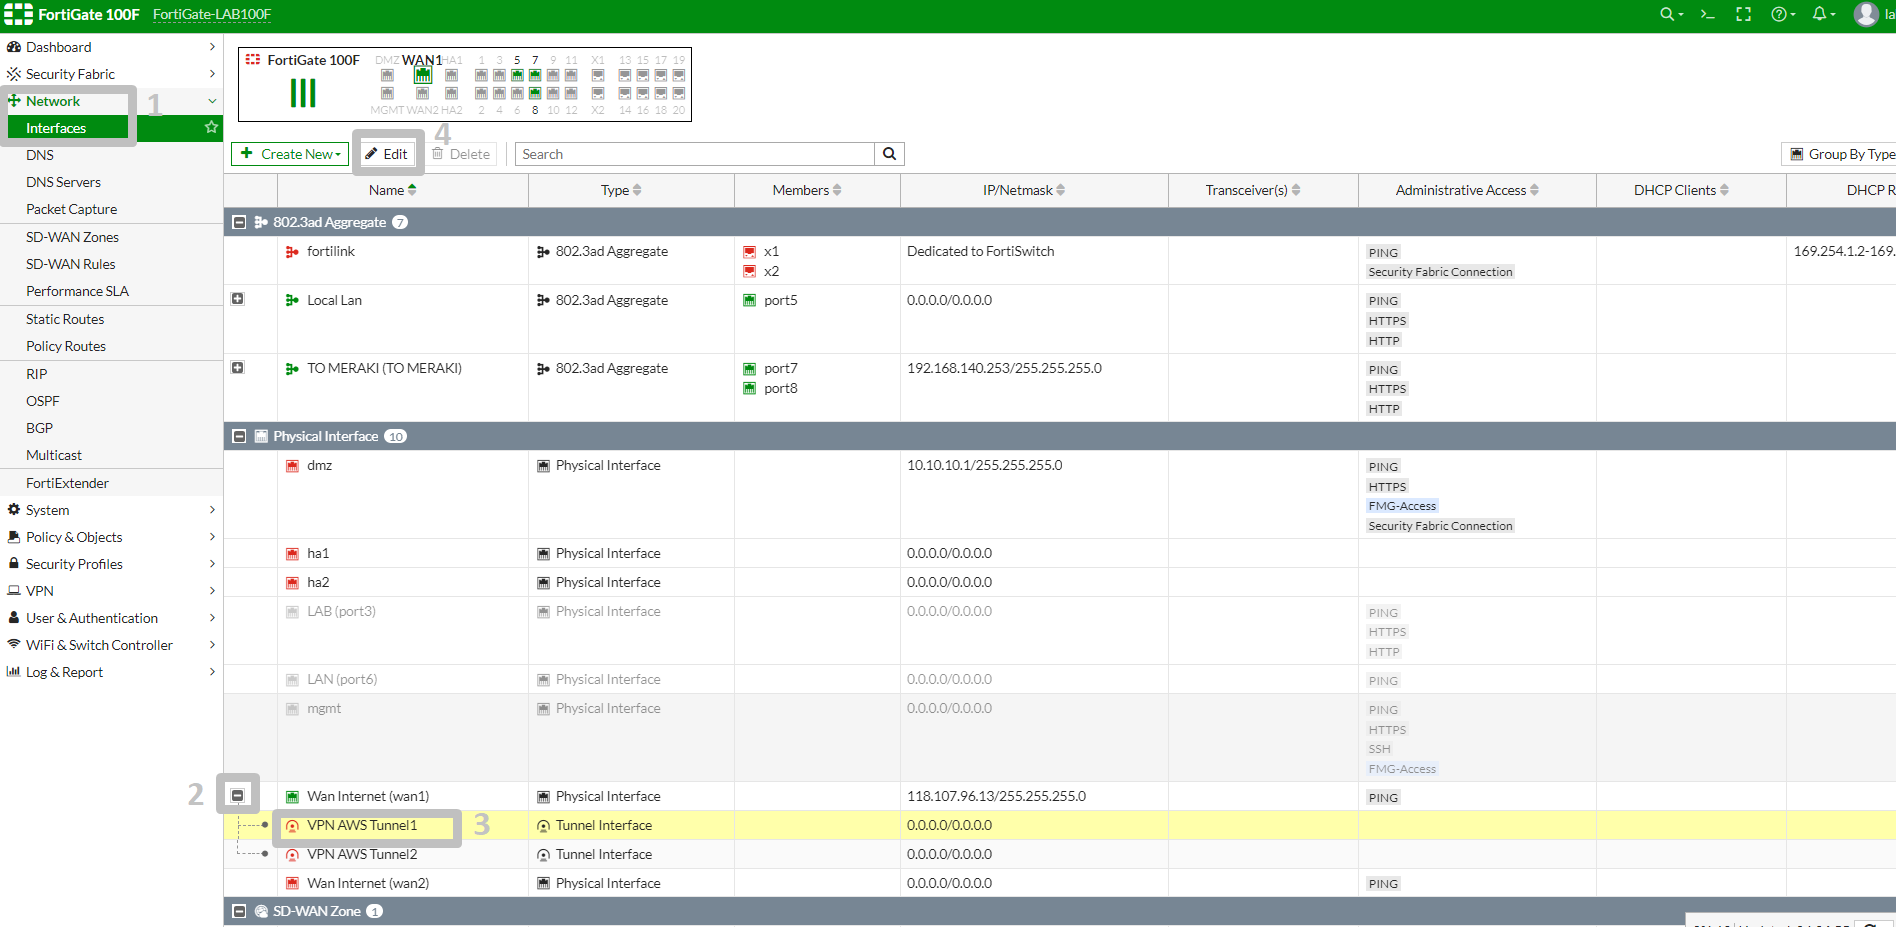 FortiGate 100F FortiGate-LAB100F
Dashboard
Security Fabric
Network
1
Interfaces
DNS
DNS Servers
Packet Capture
SD-WAN Zones
SD-WAN Rules
Performance SLA
Static Routes
Policy Routes
RIP
OSPF
BGP
Multicast
FortiExtender
System
Policy & Objects
Security Profiles
VPN
User & Authentication
WiFi & Switch Controller
Log & Report
FortiGate 100F DMZ WAN1 HA1 1 3 5 7 9 11 X1 13 15 17 19
MGMT WAN2 HA2 2 4 6 8 10 12 X2 14 16 18 20
4
Create New Edit Delete Search Group By Type
Name Type Members IP/Netmask Transceiver(s) Administrative Access DHCP Clients DHCP R
802.3ad Aggregate 7
fortilink 802.3ad Aggregate x1 Dedicated to FortiSwitch PING 169.254.1.2-169.
x2 Security Fabric Connection
Local Lan 802.3ad Aggregate port5 0.0.0.0/0.0.0.0 PING
HTTPS
HTTP
TO MERAKI (TO MERAKI) 802.3ad Aggregate port7 192.168.140.253/255.255.255.0 PING
port8 HTTPS
HTTP
Physical Interface 10
dmz Physical Interface 10.10.10.1/255.255.255.0 PING
HTTPS
FMG-Access
Security Fabric Connection
ha1 Physical Interface 0.0.0.0/0.0.0.0
ha2 Physical Interface 0.0.0.0/0.0.0.0
LAB (port3) Physical Interface 0.0.0.0/0.0.0.0 PING
HTTPS
HTTP
LAN (port6) Physical Interface 0.0.0.0/0.0.0.0 PING
mgmt Physical Interface 0.0.0.0/0.0.0.0 PING
HTTPS
SSH
FMG-Access
2 Wan Internet (wan1) Physical Interface 118.107.96.13/255.255.255.0 PING
VPN AWS Tunnel1 3 Tunnel Interface 0.0.0.0/0.0.0.0
VPN AWS Tunnel2 Tunnel Interface 0.0.0.0/0.0.0.0
Wan Internet (wan2) Physical Interface 0.0.0.0/0.0.0.0 PING
SD-WAN Zone 1